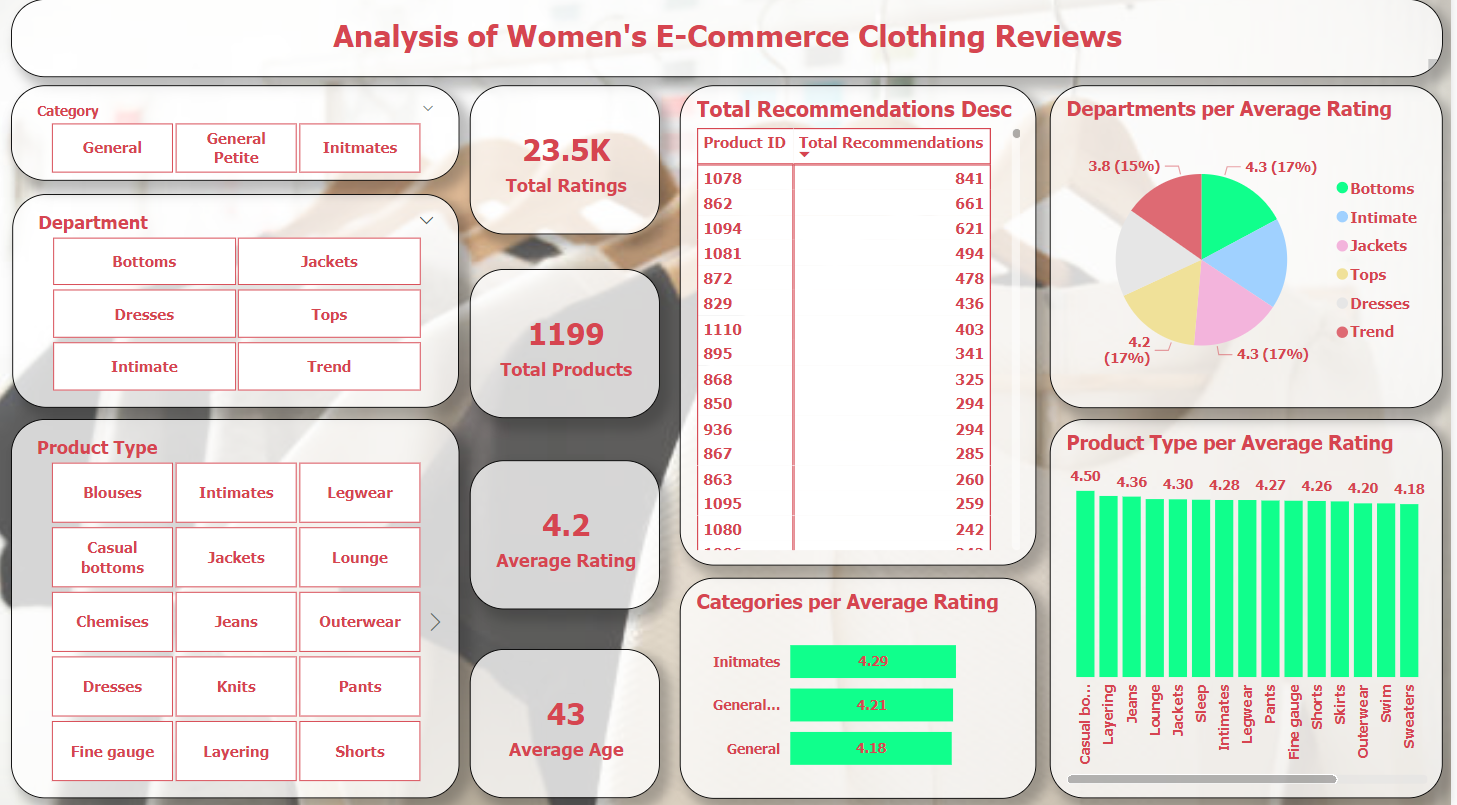 Analysis of Women's E-Commerce Clothing Reviews
Category
General
General
Petite
Initmates
Department
Bottoms
Jackets
Dresses
Tops
Intimate
Trend
Product Type
Blouses
Intimates
Legwear
Casual
bottoms
Jackets
Lounge
Chemises
Jeans
Outerwear
Dresses
Knits
Pants
Fine gauge
Layering
Shorts
23.5K
Total Ratings
1199
Total Products
4.2
Average Rating
43
Average Age
Total Recommendations Desc
Product ID Total Recommendations
1078 841
862 661
1094 621
1081 494
872 478
829 436
1110 403
895 341
868 325
850 294
936 294
867 285
863 260
1095 259
1080 242
Categories per Average Rating
Initmates 4.29
General... 4.21
General 4.18
Departments per Average Rating
3.8 (15%)
4.3 (17%)
4.2
(17%)
4.3 (17%)
Bottoms
Intimate
Jackets
Tops
Dresses
Trend
Product Type per Average Rating
4.50 4.36 4.30 4.28 4.27 4.26 4.20 4.18
Casual bo...
Layering
Jeans
Lounge
Jackets
Sleep
Intimates
Legwear
Pants
Fine gauge
Shorts
Skirts
Outerwear
Swim
Sweaters